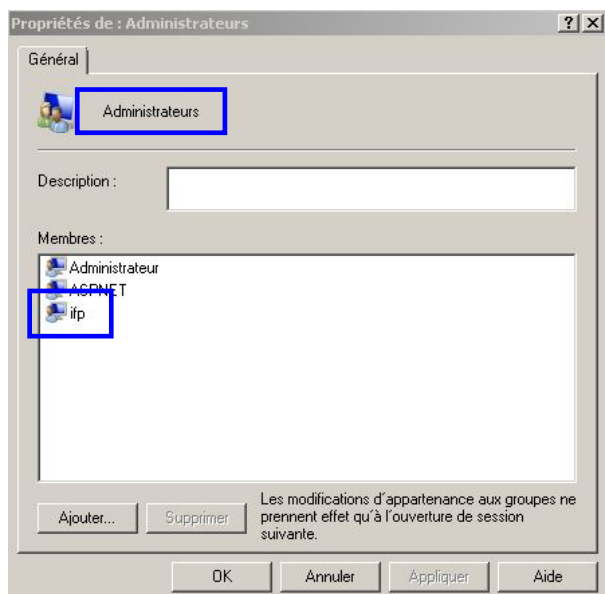 Propriétés de : Administrateurs
? X
Général
Administrateurs
Description :
Membres :
Administrateur
ASPNET
ifp
Ajouter...
Supprimer
Les modifications d'appartenance aux groupes ne
prennent effet qu'à l'ouverture de session
suivante.
OK
Annuler
Appliquer
Aide